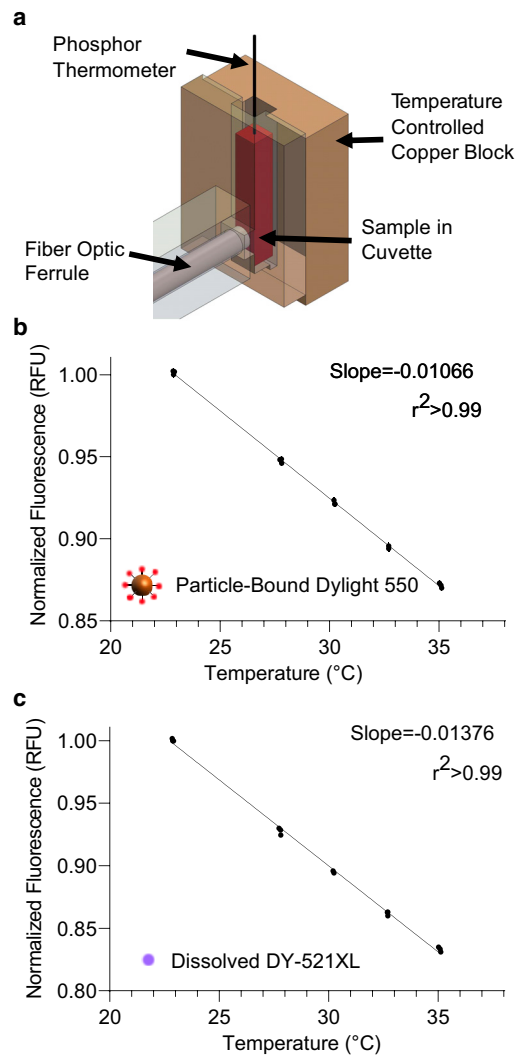 a
Phosphor
Thermometer
Temperature
Controlled
Copper Block
Fiber Optic
Ferrule
Sample in
Cuvette
b
Normalized Fluorescence (RFU)
1.00
0.95
0.90
0.85
Slope=-0.01066
r2>0.99
Particle-Bound Dylight 550
20 25 30 35
Temperature (°C)
c
Normalized Fluorescence (RFU)
1.00
0.95
0.90
0.85
0.80
Slope=-0.01376
r2>0.99
Dissolved DY-521XL
20 25 30 35
Temperature (°C)